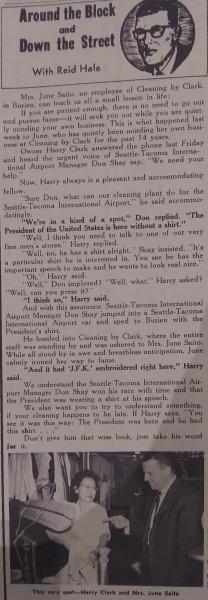 Around the Block
and
Down the Street
With Reid Hale
Mrs. June Saito, an employee of Cleaning by Clark,
in Burien, can teach us all a small lesson in life:
If you are patient enough, there is no need to go out
and pursue fame—it will seek you out while you are quiet-
ly minding your own business. This is what happened last
week to June, who has quietly been minding her own busi-
ness at Cleaning by Clark for the past 14 years.
Owner Harry Clark answered the phone last Friday
and heard the urgent voice of Seattle-Tacoma Interna-
tional Airport Manager Don Shay say, "We need your
help."
Now, Harry always is a pleasant and accommodating
fellow.
"Sure Don, what can our cleaning plant do for the
Seattle-Tacoma International Airport," he said accommo-
datingly.
"We're in a kind of a spot," Don replied. "The
President of the United States is here without a shirt."
"Well, I think you need to talk to one of our very
fine men's stores," Harry replied.
"Well, no, he has a shirt alright," Shay insisted, "It's
a particular shirt he is interested in. You see he has the
important speech to make and he wants to look real nice."
"Oh," Harry said.
"Well," Don implored? "Well, what," Harry asked?
"Well, can you press it?"
"I think so," Harry said.
And with this assurance, Seattle-Tacoma International
Airport Manager Don Shay jumped into a Seattle-Tacoma
International Airport car and sped to Burien with the
President's shirt.
He hustled into Cleaning by Clark, where the entire
staff was standing by and was ushered to Mrs. June Saito.
While all stood by in awe and breathless anticipation, June
calmly ironed her way to fame.
"And it had 'J.F.K.' embroidered right here," Harry
said.
We understand the Seattle-Tacoma International Air-
port Manager Don Shay won his race with time and that
the President was wearing a shirt at his speech.
We also want you to try to understand something,
if your cleaning happens to be late. If Harry says, "You
see it was this way: The President was here and he had
this shirt . . ."
Don't give him that wise look, just take his word
for it.
This very spot—Harry Clark and Mrs. June Saito